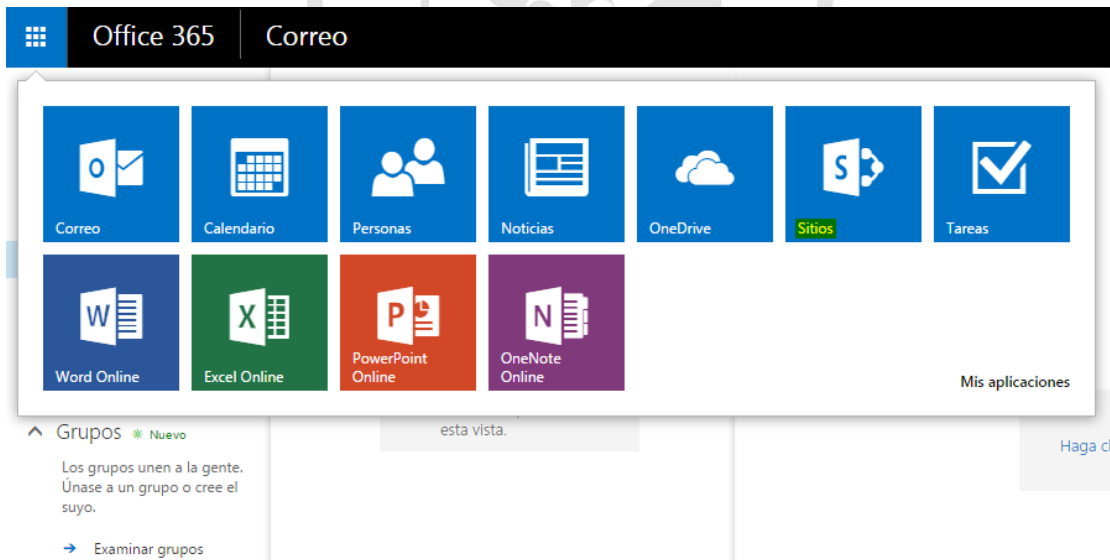 Office 365 Correo
Correo Calendario Personas Noticias OneDrive Sitios Tareas
Word Online Excel Online PowerPoint Online OneNote Online
Mis aplicaciones
esta vista.
Grupos Nuevo
Los grupos unen a la gente.
Únase a un grupo o cree el
suyo.
Examinar grupos
Haga